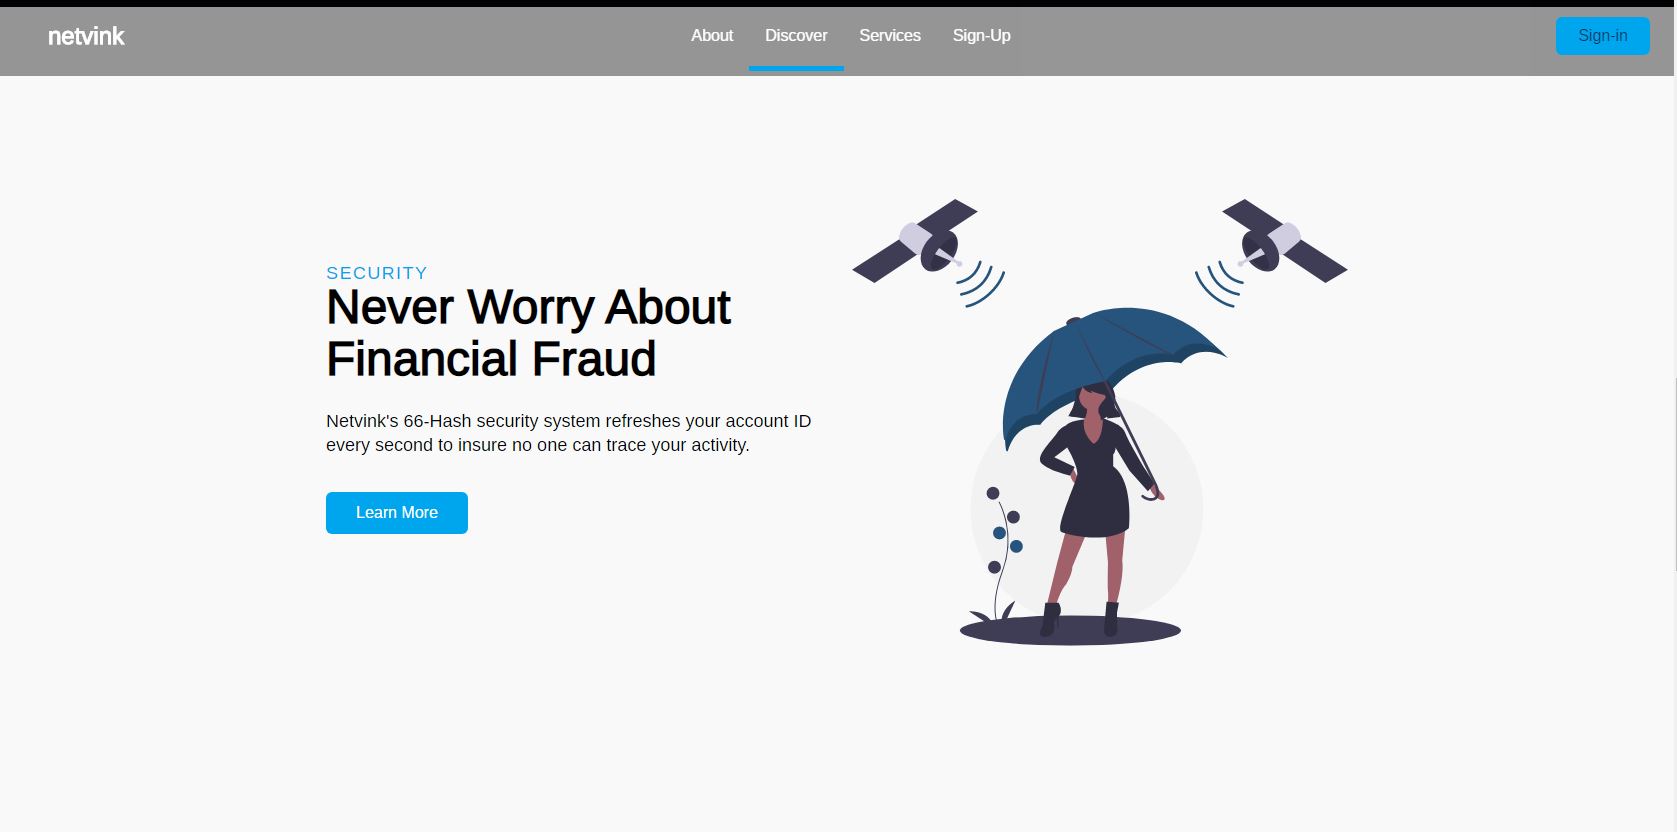 netvink
About
Discover
Services
Sign-Up
Sign-in
SECURITY
Never Worry About
Financial Fraud
Netvink's 66-Hash security system refreshes your account ID
every second to insure no one can trace your activity.
Learn More